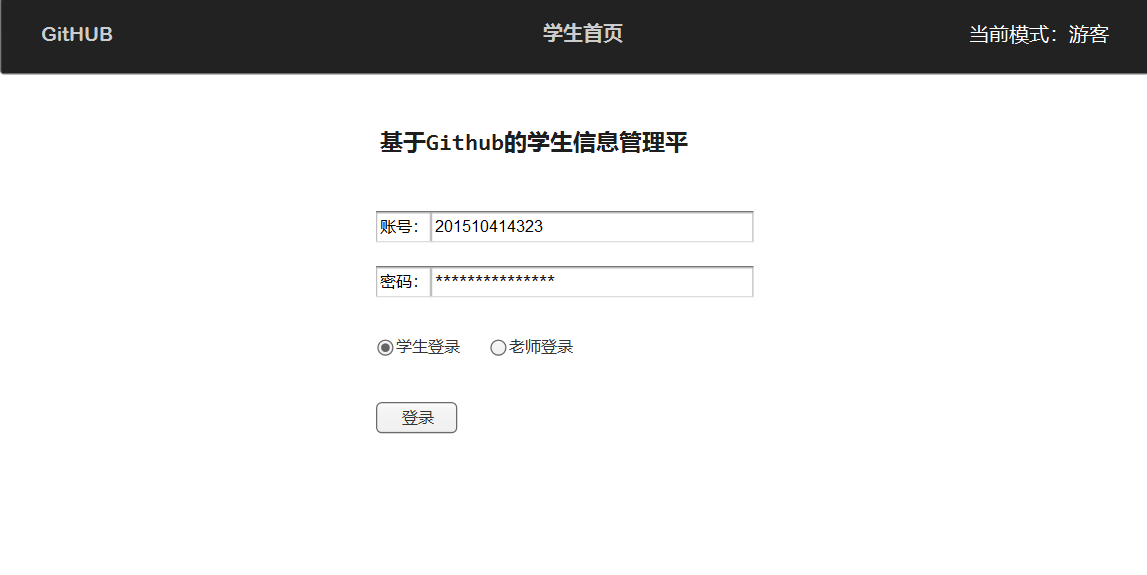 GitHUB 学生首页 当前模式：游客
基于Github的学生信息管理平
账号： 201510414323
密码： ***************
学生登录 老师登录
登录